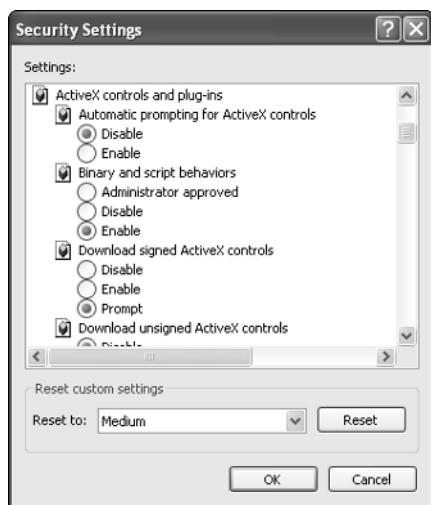 Security Settings
Settings:
ActiveX controls and plug-ins
Automatic prompting for ActiveX controls
Disable
Enable
Binary and script behaviors
Administrator approved
Disable
Enable
Download signed ActiveX controls
Disable
Enable
Prompt
Download unsigned ActiveX controls
Disable
Reset custom settings
Reset to: Medium Reset
OK Cancel